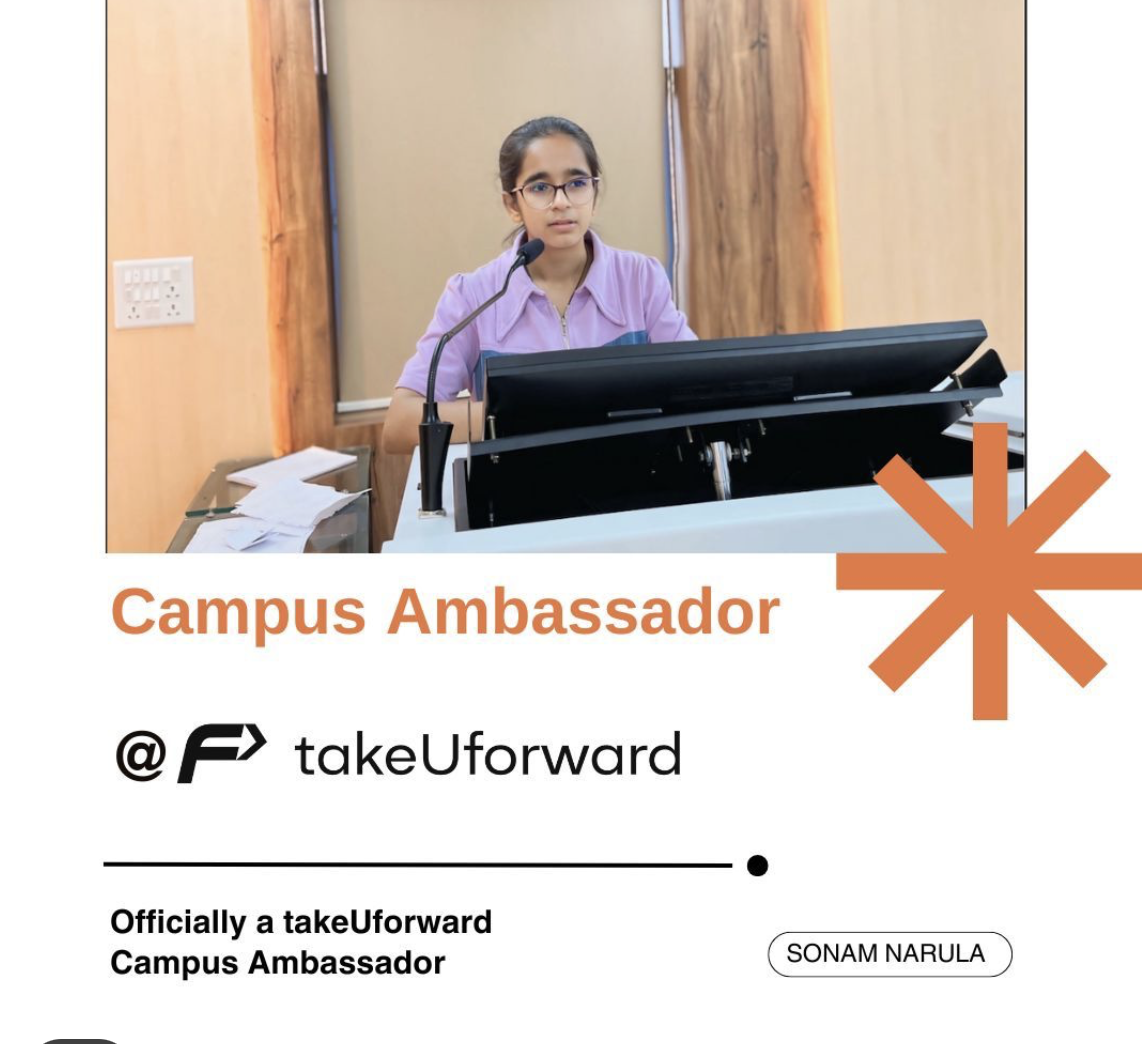 Campus Ambassador
@ takeUforward
Officially a takeUforward
Campus Ambassador
SONAM NARULA